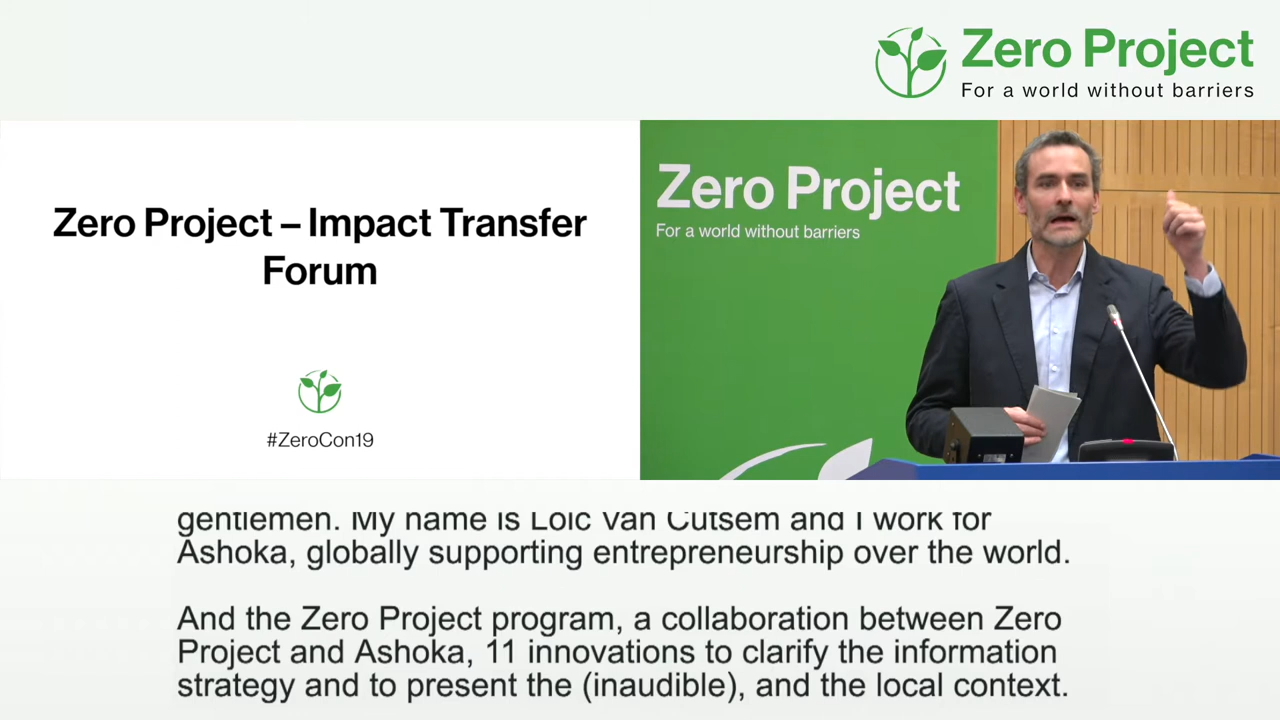 Zero Project
For a world without barriers
Zero Project – Impact Transfer
Forum
#ZeroCon19
Zero Project
For a world without barriers
gentlemen. My name is Loic Van Cutsem and I work for
Ashoka, globally supporting entrepreneurship over the world.
And the Zero Project program, a collaboration between Zero
Project and Ashoka, 11 innovations to clarify the information
strategy and to present the (inaudible), and the local context.